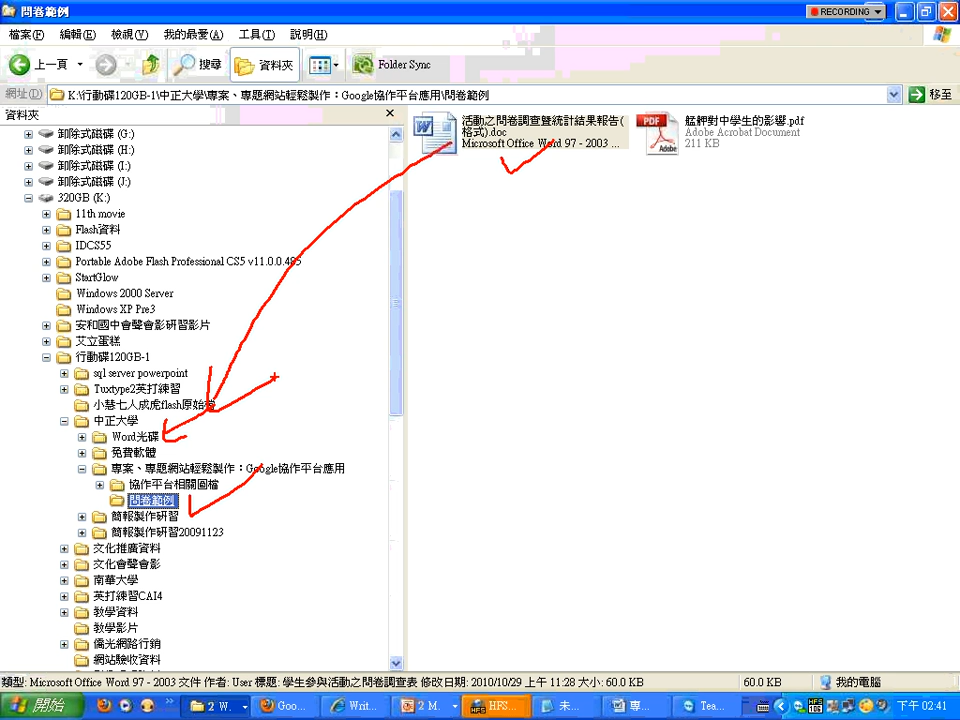 問卷範例
RECORDING
檔案(F) 編輯(E) 檢視(V) 我的最愛(A) 工具(T) 說明(H)
上一頁 搜尋 資料夾 Folder Sync
網址(D) K:\行動碟120GB-1\中正大學\專案、專題網站輕鬆製作：Google協作平台應用\問卷範例 移至
資料夾
卸除式磁碟 (G:)
卸除式磁碟 (H:)
卸除式磁碟 (I:)
卸除式磁碟 (J:)
320GB (K:)
11th movie
Flash資料
IDCS55
Portable Adobe Flash Professional CS5 v11.0.0.485
StartGlow
Windows 2000 Server
Windows XP Pre3
安和國中會聲會影研習影片
艾立蛋糕
行動碟120GB-1
sql server powerpoint
Tuxtype2英打練習
小慧七人成虎flash原始檔
中正大學
Word光碟
免費軟體
專案、專題網站輕鬆製作：Google協作平台應用
協作平台相關圖檔
問卷範例
簡報製作研習
簡報製作研習20091123
文化推廣資料
文化會聲會影
南華大學
英打練習CAI4
教學資料
教學影片
僑光網路行銷
網站驗收資料
活動之問卷調查暨統計結果報告(
格式).doc
Microsoft Office Word 97 - 2003 ...
PDF
Adobe
艋舺對中學生的影響.pdf
Adobe Acrobat Document
211 KB
類型: Microsoft Office Word 97 - 2003 文件 作者: User 標題: 學生參與活動之問卷調查表 修改日期: 2010/10/29 上午 11:28 大小: 60.0 KB 60.0 KB 我的電腦
開始 2 W... Goo... Writ... 2 M... HFS... 未... 專... Tea... 下午 02:41